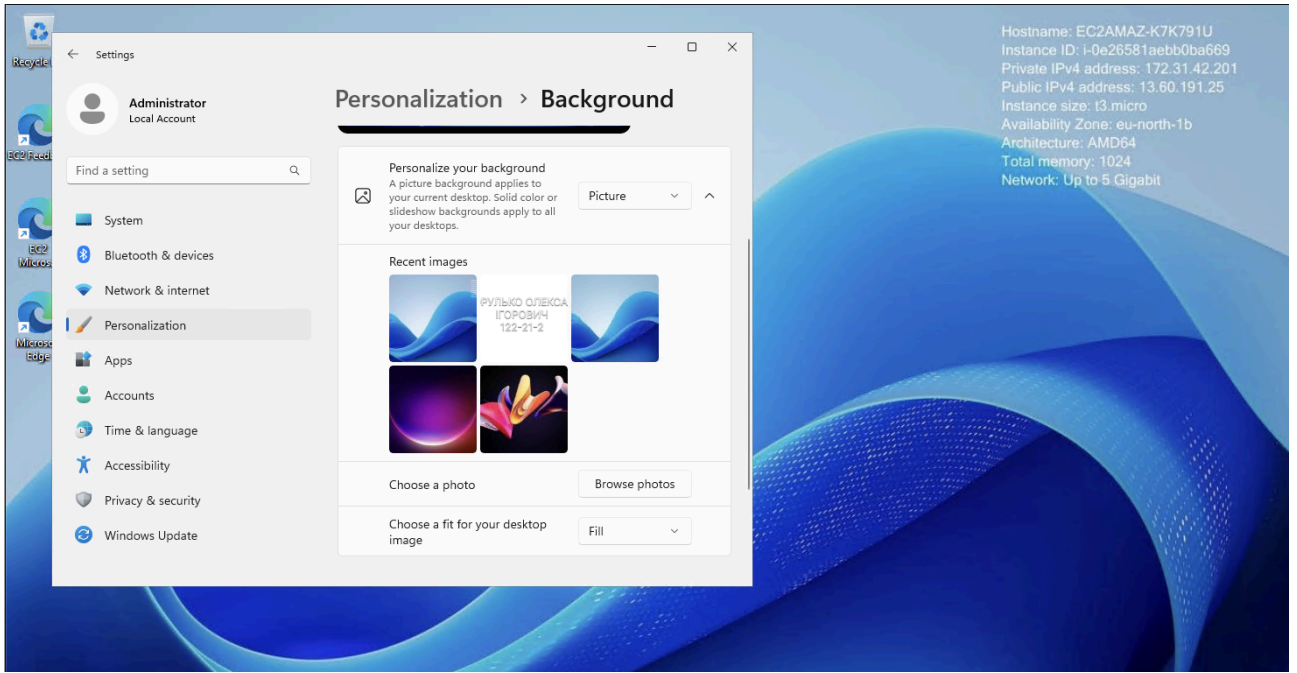 Recycle
EC2 Feed
EC2
Micros
Microso
Edge
Settings
Administrator
Local Account
Find a setting
System
Bluetooth & devices
Network & internet
Personalization
Apps
Accounts
Time & language
Accessibility
Privacy & security
Windows Update
Personalization > Background
Personalize your background
A picture background applies to
your current desktop. Solid color or
slideshow backgrounds apply to all
your desktops.
Picture
Recent images
РУЛЬКО ОЛЕКСА
ІГОРОВИЧ
122-21-2
Choose a photo
Browse photos
Choose a fit for your desktop
image
Fill
Hostname: EC2AMAZ-K7K791U
Instance ID: i-0e26581aebb0ba669
Private IPv4 address: 172.31.42.201
Public IPv4 address: 13.60.191.25
Instance size: t3.micro
Availability Zone: eu-north-1b
Architecture: AMD64
Total memory: 1024
Network: Up to 5 Gigabit